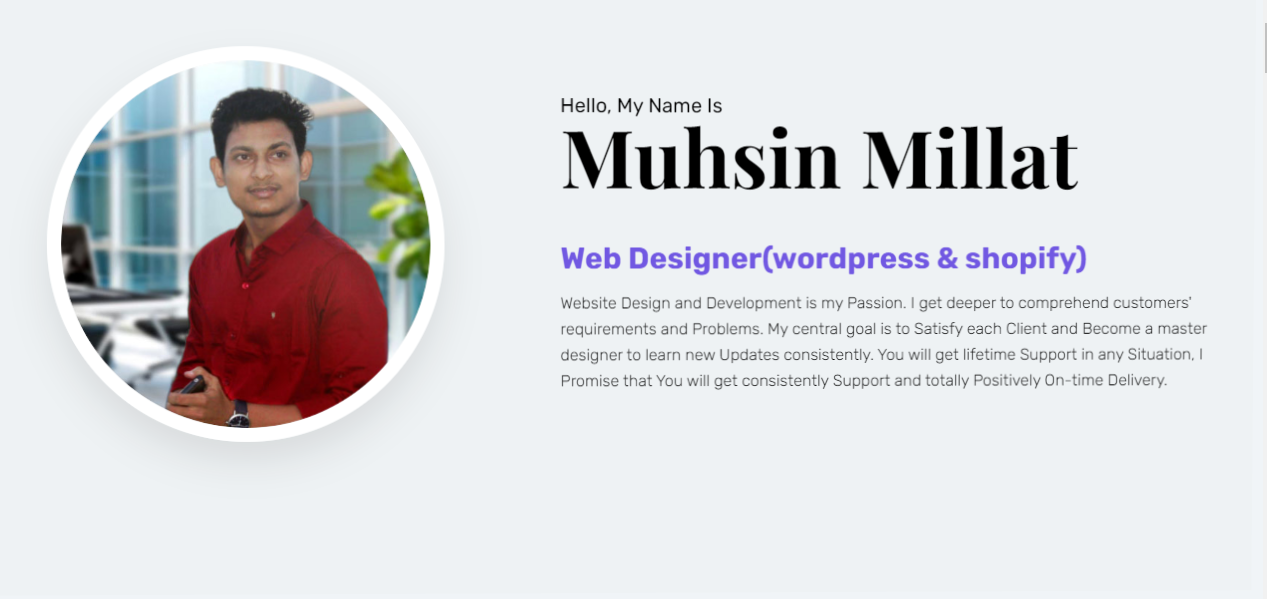 Hello, My Name Is
Muhsin Millat
Web Designer(wordpress & shopify)
Website Design and Development is my Passion. I get deeper to comprehend customers'
requirements and Problems. My central goal is to Satisfy each Client and Become a master
designer to learn new Updates consistently. You will get lifetime Support in any Situation, I
Promise that You will get consistently Support and totally Positively On-time Delivery.